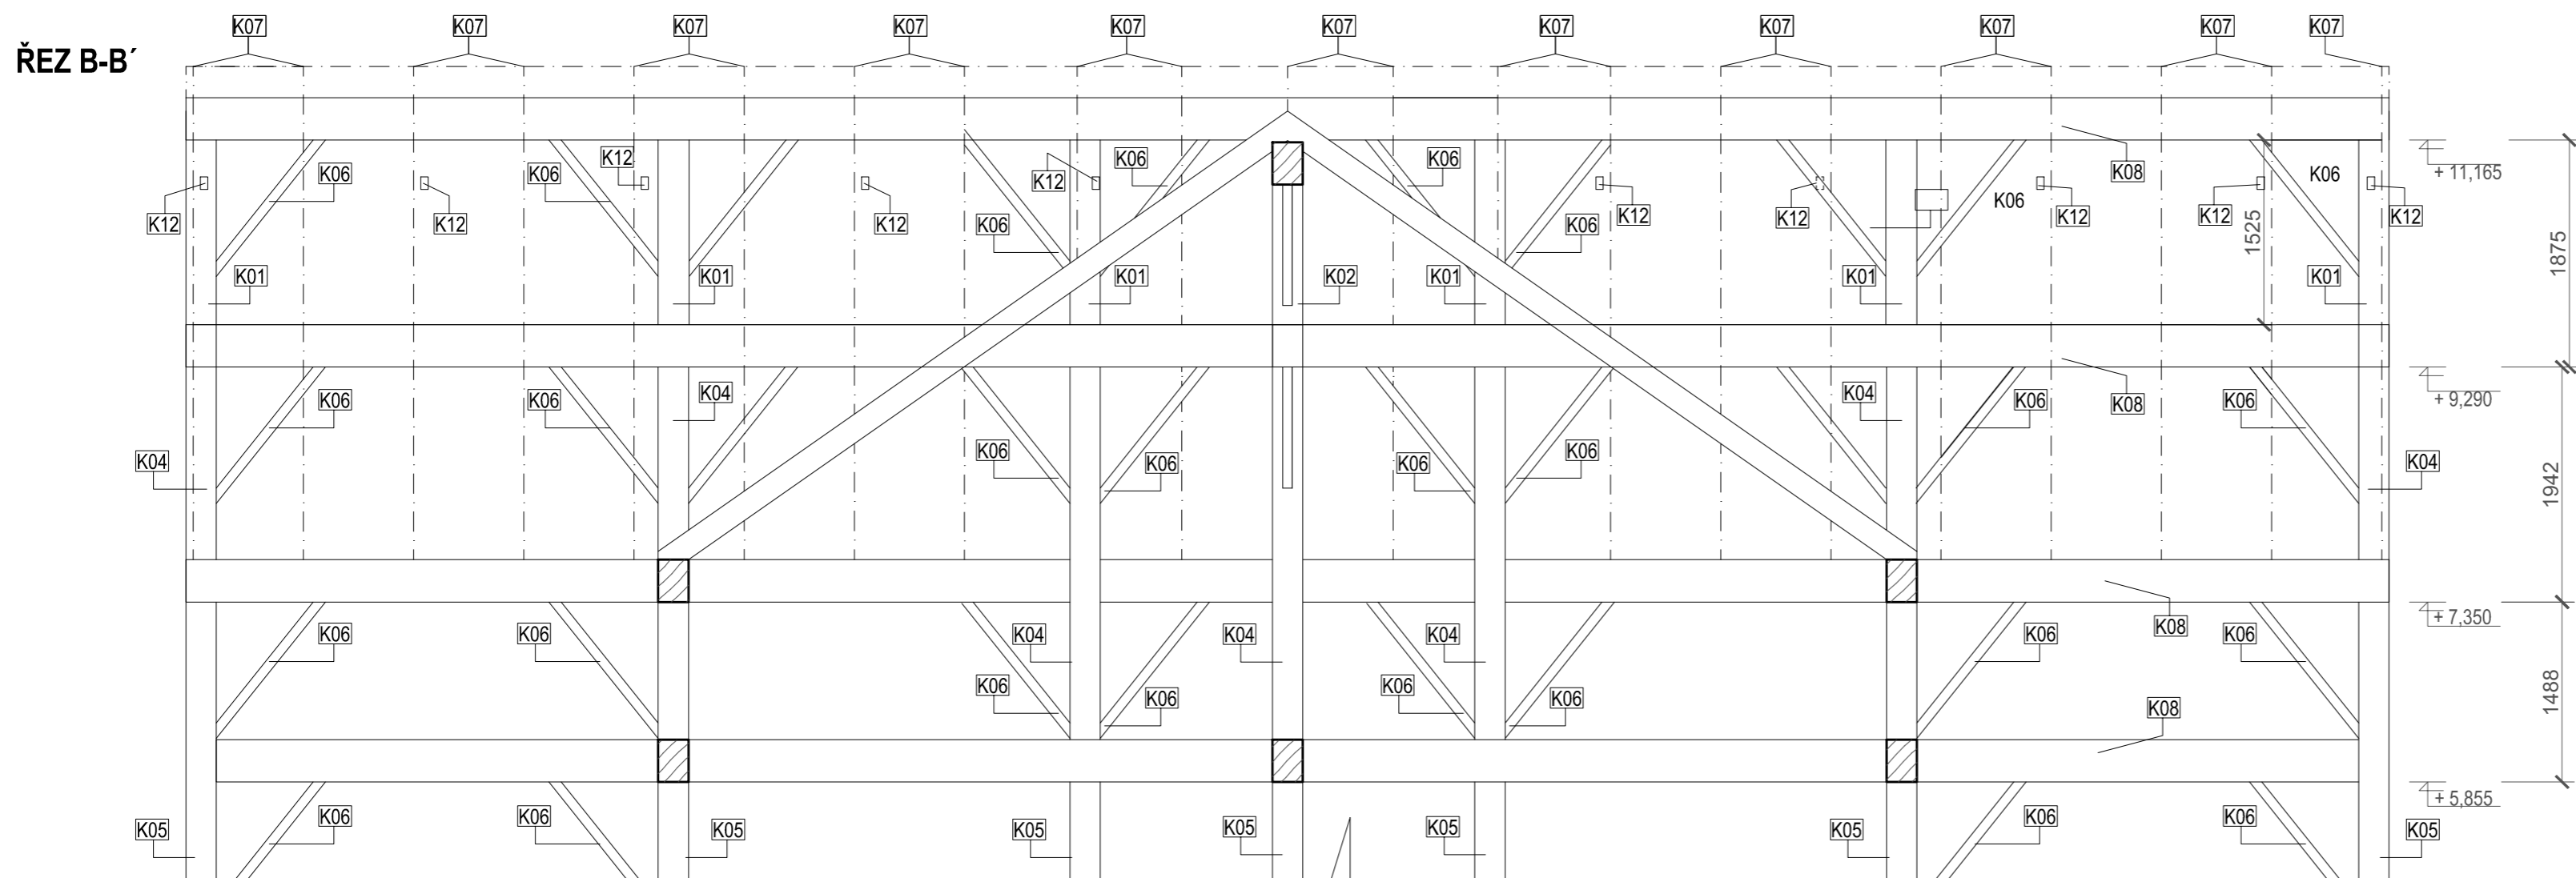 K07 K07 K07 K07 K07 K07 K07 K07 K07 K07 K07
ŘEZ B-B´
K12 K06 K06 K06 K06 K06
K06 K06 K12 K08 + 11,165
K12 K12 K12 K06 K12 K12 K12 K06 K12 K12 K12
K06 K06 1525 1875
K01 K01 K01 K02 K01 K01 K01
K04 K04
K06 K06 K06 K08 K06 + 9,290
K04 K06 K06 K06 K06 K04
1942
K08 + 7,350
K06 K06 K04 K04 K04 K06 K06
K06 K06 K06 K06 K08 1488
+ 5,855
K06 K06 K06 K06
K05 K05 K05 K05 K05 K05 K05